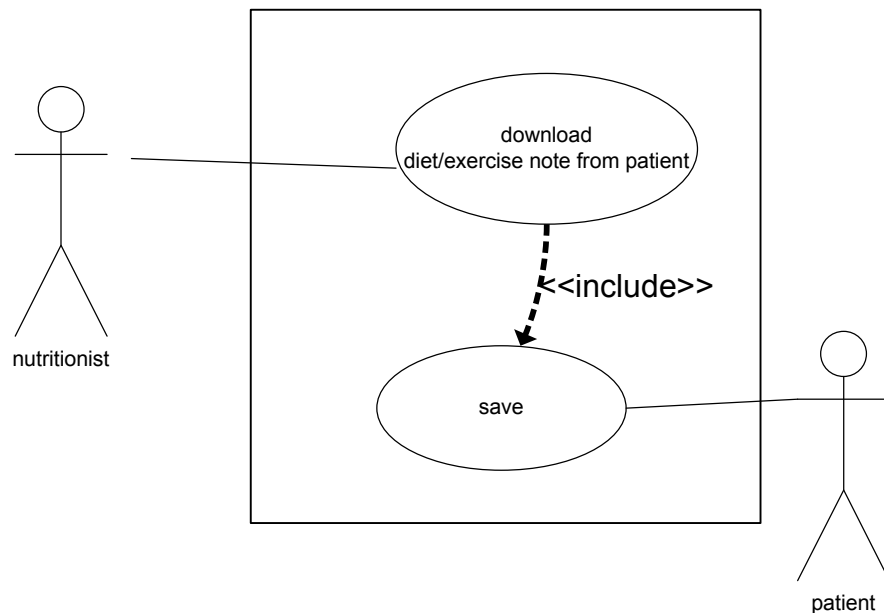 download
diet/exercise note from patient
<<include>>
nutritionist
save
patient